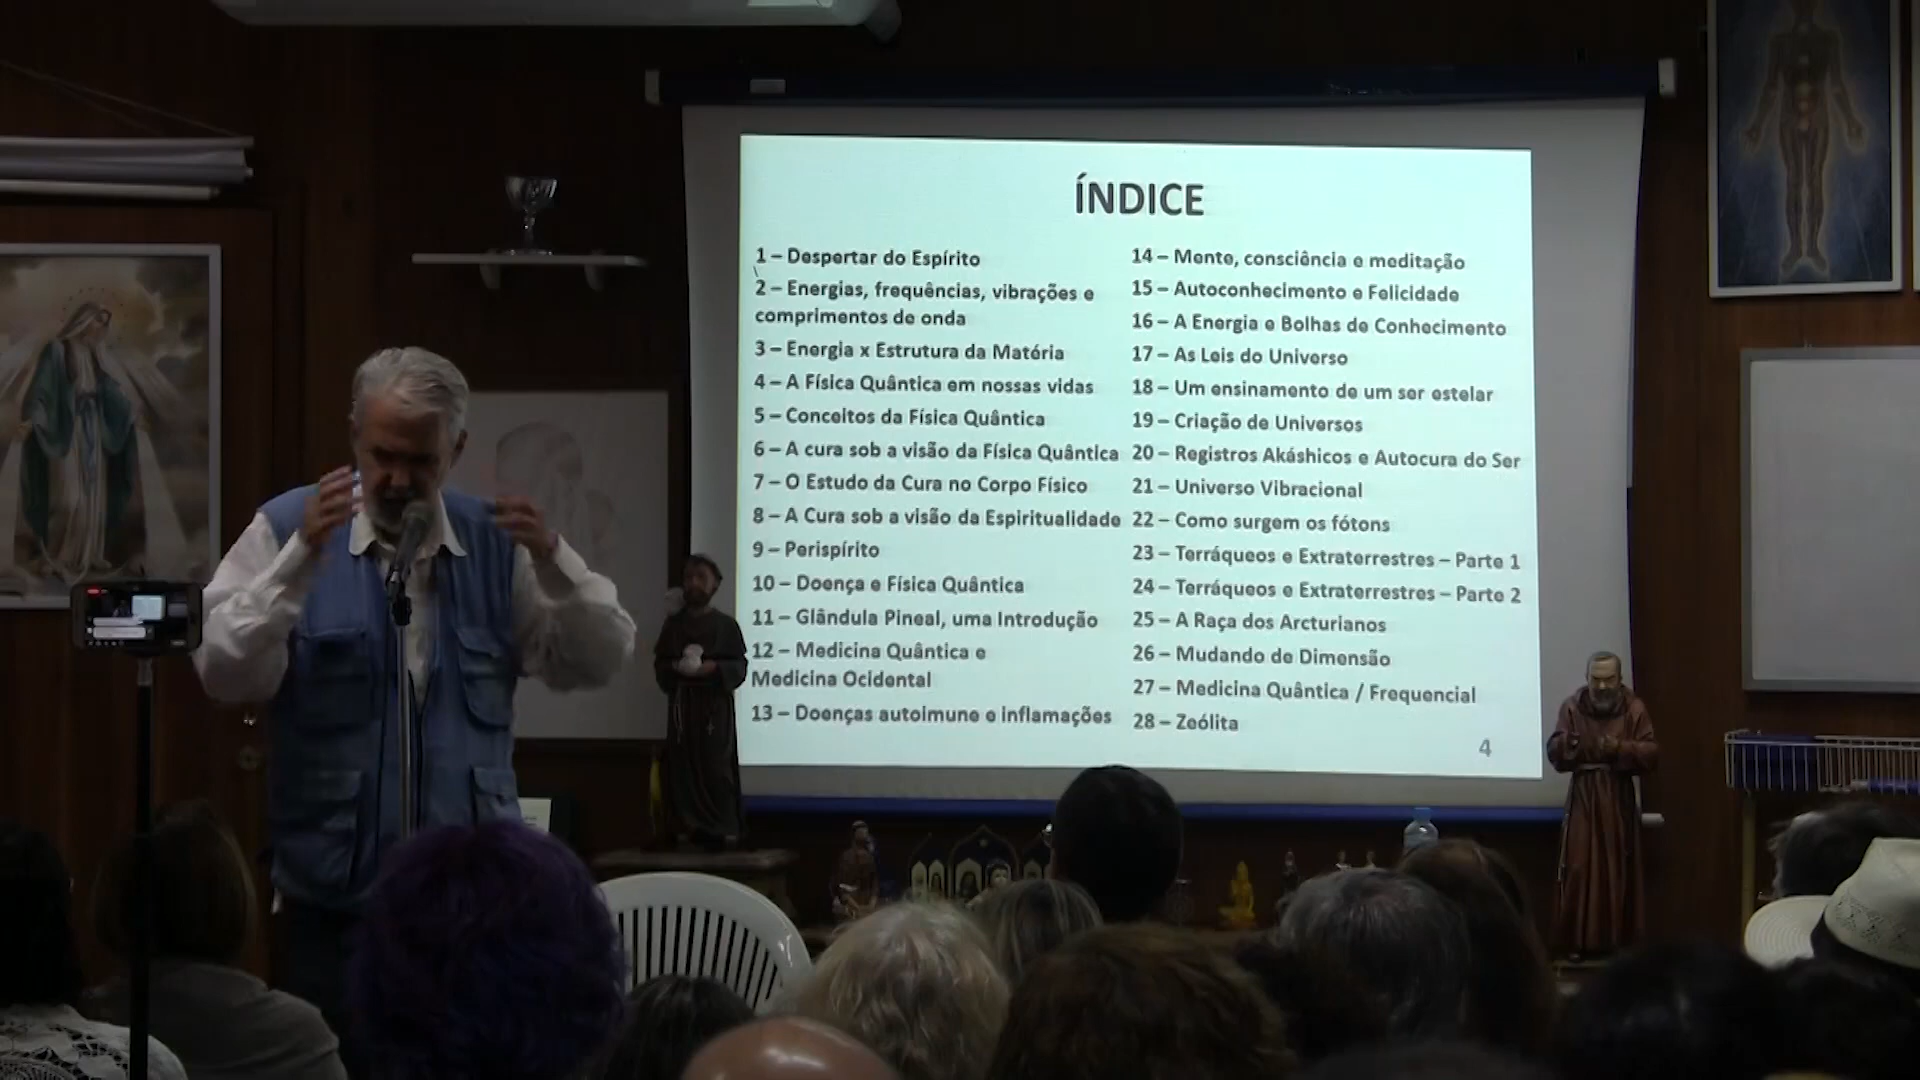 ÍNDICE
1 – Despertar do Espírito
2 – Energias, frequências, vibrações e
comprimentos de onda
3 – Energia x Estrutura da Matéria
4 – A Física Quântica em nossas vidas
5 – Conceitos da Física Quântica
6 – A cura sob a visão da Física Quântica
7 – O Estudo da Cura no Corpo Físico
8 – A Cura sob a visão da Espiritualidade
9 – Perispírito
10 – Doença e Física Quântica
11 – Glândula Pineal, uma Introdução
12 – Medicina Quântica e
Medicina Ocidental
13 – Doenças autoimune e inflamações
14 – Mente, consciência e meditação
15 – Autoconhecimento e Felicidade
16 – A Energia e Bolhas de Conhecimento
17 – As Leis do Universo
18 – Um ensinamento de um ser estelar
19 – Criação de Universos
20 – Registros Akáshicos e Autocura do Ser
21 – Universo Vibracional
22 – Como surgem os fótons
23 – Terráqueos e Extraterrestres – Parte 1
24 – Terráqueos e Extraterrestres – Parte 2
25 – A Raça dos Arcturianos
26 – Mudando de Dimensão
27 – Medicina Quântica / Frequencial
28 – Zeólita
4